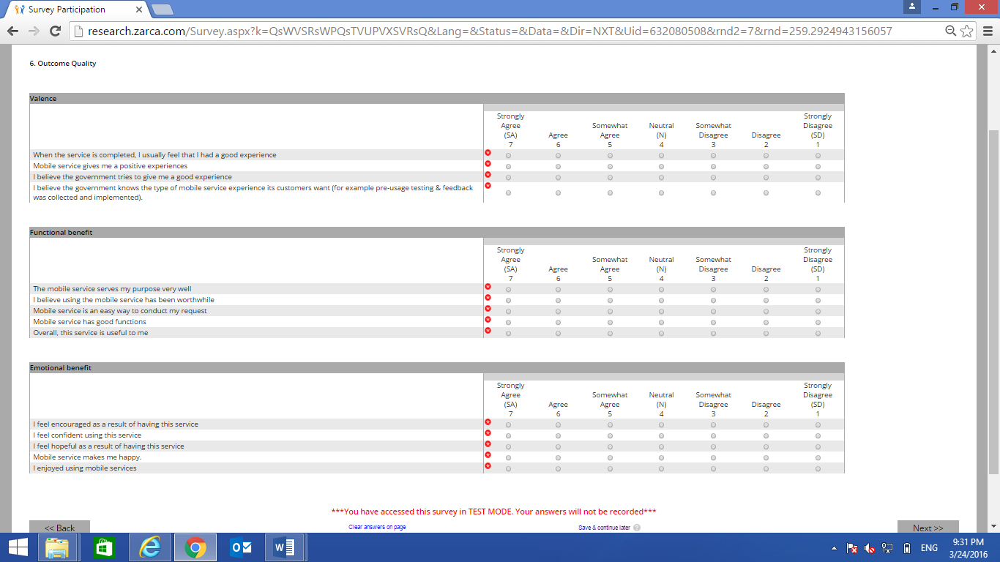 Survey Participation
research.zarca.com/Survey.aspx?k=QsWVSRsWPQsTVUPVXSVRsQ&Lang=&Status=&Data=&Dir=NXT&Uid=632080508&rnd2=7&rnd=259.2924943156057
6. Outcome Quality
Valence
Strongly Agree (SA) 7
Agree 6
Somewhat Agree 5
Neutral (N) 4
Somewhat Disagree 3
Disagree 2
Strongly Disagree (SD) 1
When the service is completed, I usually feel that I had a good experience
Mobile service gives me a positive experiences
I believe the government tries to give me a good experience
I believe the government knows the type of mobile service experience its customers want (for example pre-usage testing & feedback
was collected and implemented).
Functional benefit
Strongly Agree (SA) 7
Agree 6
Somewhat Agree 5
Neutral (N) 4
Somewhat Disagree 3
Disagree 2
Strongly Disagree (SD) 1
The mobile service serves my purpose very well
I believe using the mobile service has been worthwhile
Mobile service is an easy way to conduct my request
Mobile service has good functions
Overall, this service is useful to me
Emotional benefit
Strongly Agree (SA) 7
Agree 6
Somewhat Agree 5
Neutral (N) 4
Somewhat Disagree 3
Disagree 2
Strongly Disagree (SD) 1
I feel encouraged as a result of having this service
I feel confident using this service
I feel hopeful as a result of having this service
Mobile service makes me happy.
I enjoyed using mobile services
***You have accessed this survey in TEST MODE. Your answers will not be recorded***
<< Back
Clear answers on page
Save & continue later ?
Next >>
ENG
9:31 PM
3/24/2016